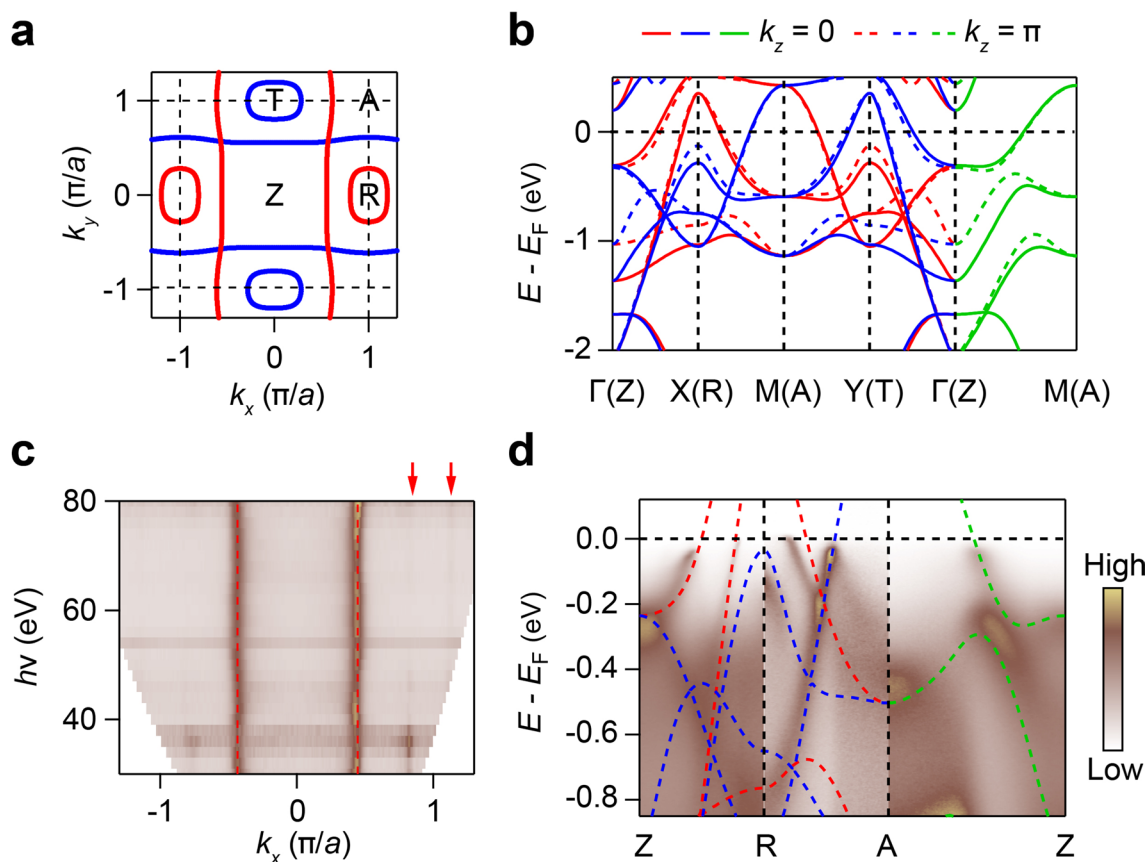 a
T
A
Z
R
1
0
-1
-1
0
1
k_y (π/a)
k_x (π/a)
b
k_z = 0
k_z = π
0
-1
-2
E - E_F (eV)
Γ(Z)
X(R)
M(A)
Y(T)
Γ(Z)
M(A)
c
80
60
40
hν (eV)
-1
0
1
k_x (π/a)
d
0.0
-0.2
-0.4
-0.6
-0.8
E - E_F (eV)
Z
R
A
Z
High
Low